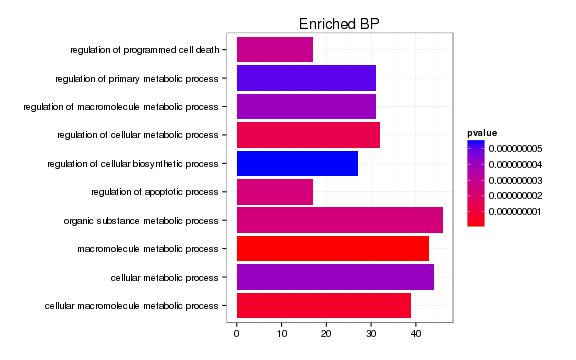 Enriched BP
regulation of programmed cell death
regulation of primary metabolic process
regulation of macromolecule metabolic process
regulation of cellular metabolic process
regulation of cellular biosynthetic process
regulation of apoptotic process
organic substance metabolic process
macromolecule metabolic process
cellular metabolic process
cellular macromolecule metabolic process
0 10 20 30 40
pvalue
0.000000005
0.000000004
0.000000003
0.000000002
0.000000001